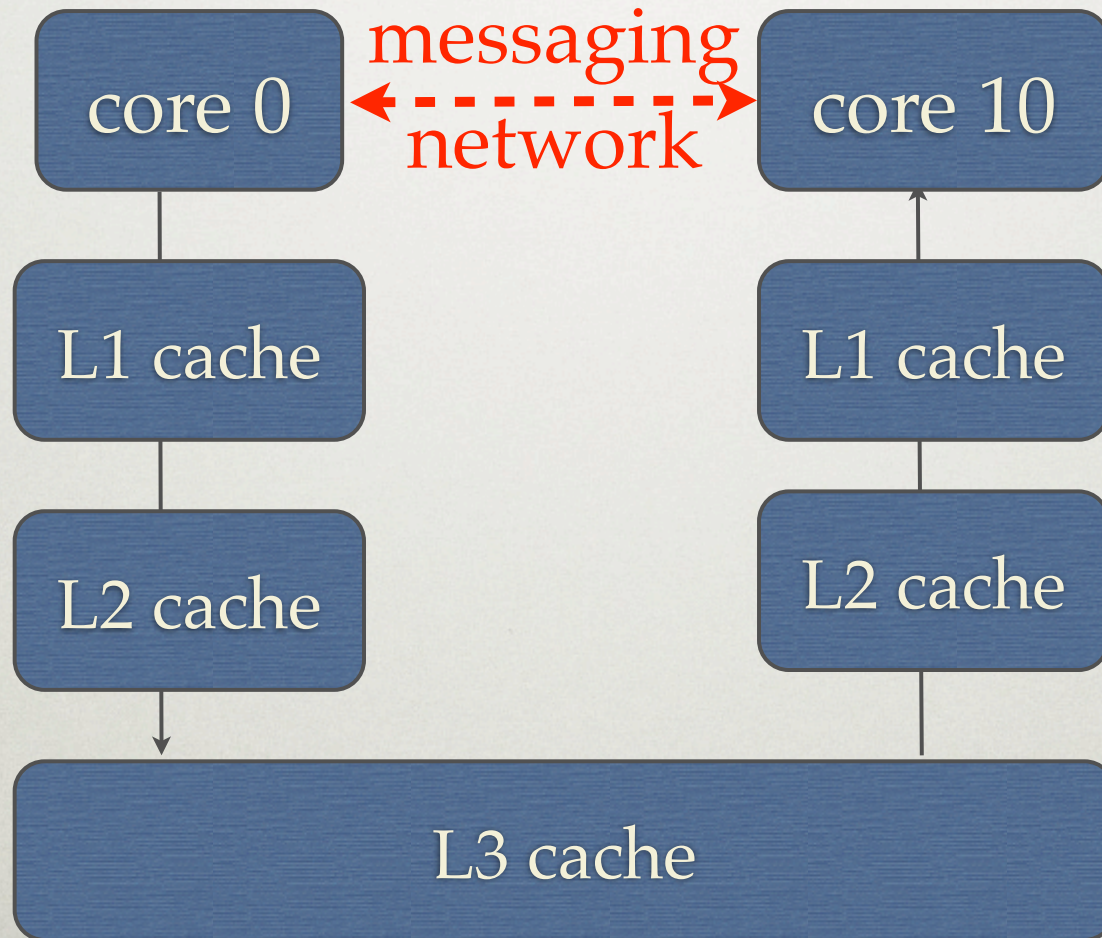 core 0
messaging
network
core 10
L1 cache
L1 cache
L2 cache
L2 cache
L3 cache